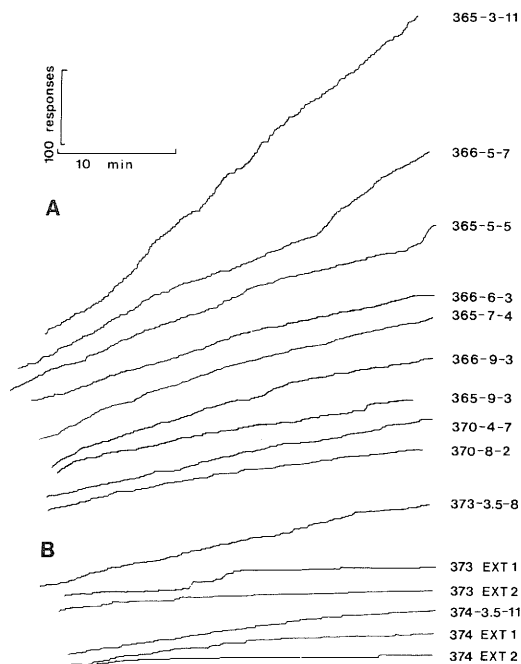 365-3-11
100 responses
10 min
366-5-7
A
365-5-5
366-6-3
365-7-4
366-9-3
365-9-3
370-4-7
370-8-2
373-3.5-8
B
373 EXT 1
373 EXT 2
374-3.5-11
374 EXT 1
374 EXT 2